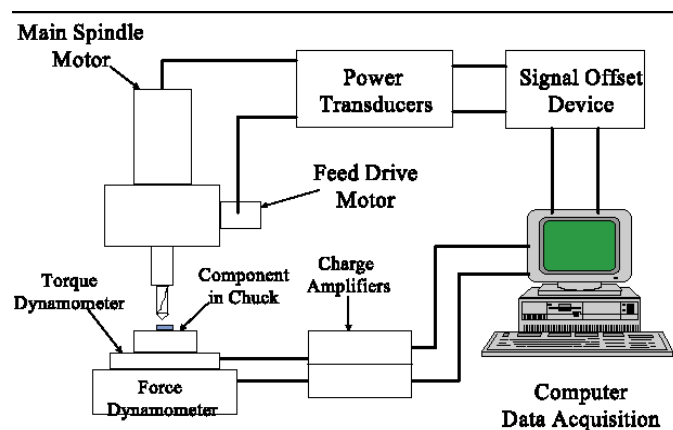 Main Spindle
Motor
Power
Transducers
Signal Offset
Device
Feed Drive
Motor
Torque
Dynamometer
Component
in Chuck
Charge
Amplifiers
Force
Dynamometer
Computer
Data Acquisition